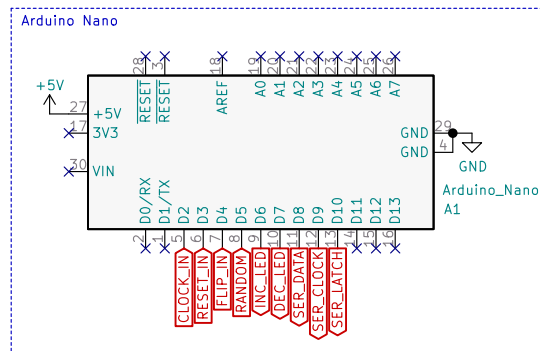 Arduino Nano
28 3 18 19 20 21 22 23 24 25 26
RESET RESET AREF A0 A1 A2 A3 A4 A5 A6 A7
+5V
27 +5V
17 3V3
30 VIN
GND 29
GND 4
GND
Arduino_Nano
A1
D0/RX D1/TX D2 D3 D4 D5 D6 D7 D8 D9 D10 D11 D12 D13
2 1 5 6 7 8 9 10 11 12 13 14 15 16
CLOCK_IN RESET_IN FLIP_IN RANDOM INC_LED DEC_LED SER_DATA SER_CLOCK SER_LATCH